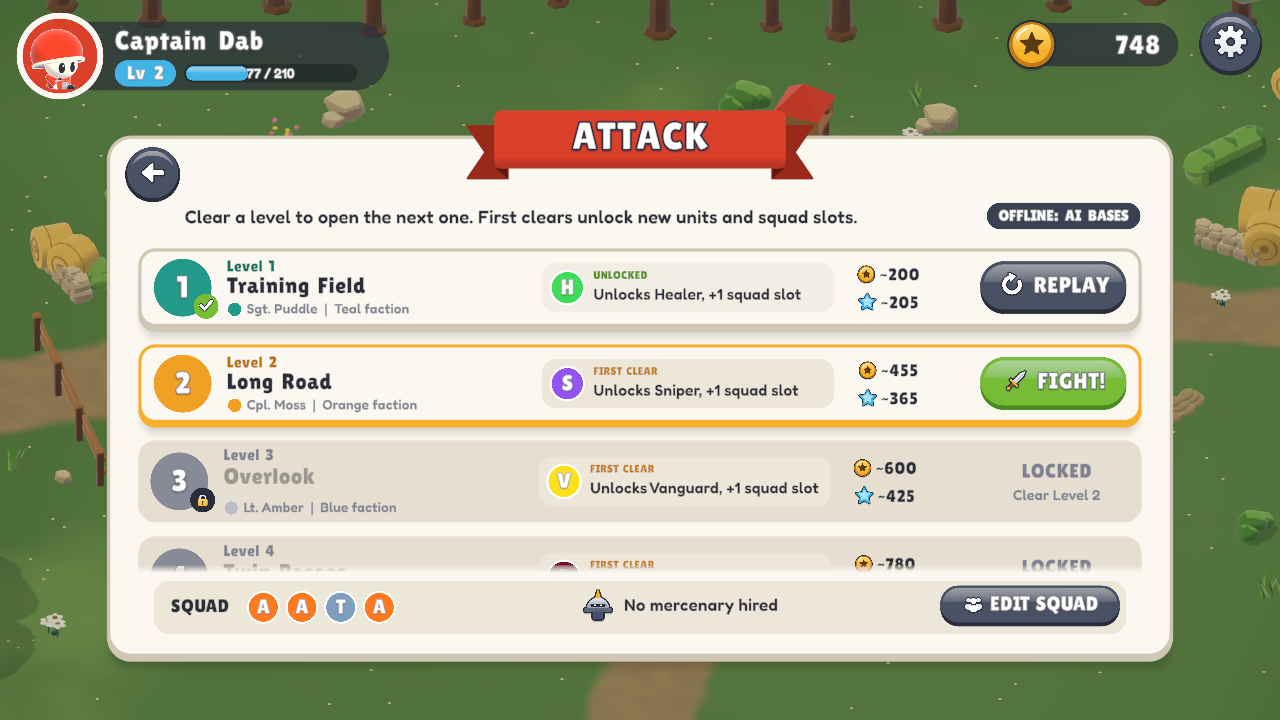 Captain Dab
Lv 2
77 / 210
748
ATTACK
Clear a level to open the next one. First clears unlock new units and squad slots.
OFFLINE: AI BASES
1
Level 1
Training Field
Sgt. Puddle | Teal faction
H
UNLOCKED
Unlocks Healer, +1 squad slot
~200
~205
REPLAY
2
Level 2
Long Road
Cpl. Moss | Orange faction
S
FIRST CLEAR
Unlocks Sniper, +1 squad slot
~455
~365
FIGHT!
3
Level 3
Overlook
Lt. Amber | Blue faction
V
FIRST CLEAR
Unlocks Vanguard, +1 squad slot
~600
~425
LOCKED
Clear Level 2
Level 4
FIRST CLEAR
~780
LOCKED
SQUAD
A A T A
No mercenary hired
EDIT SQUAD